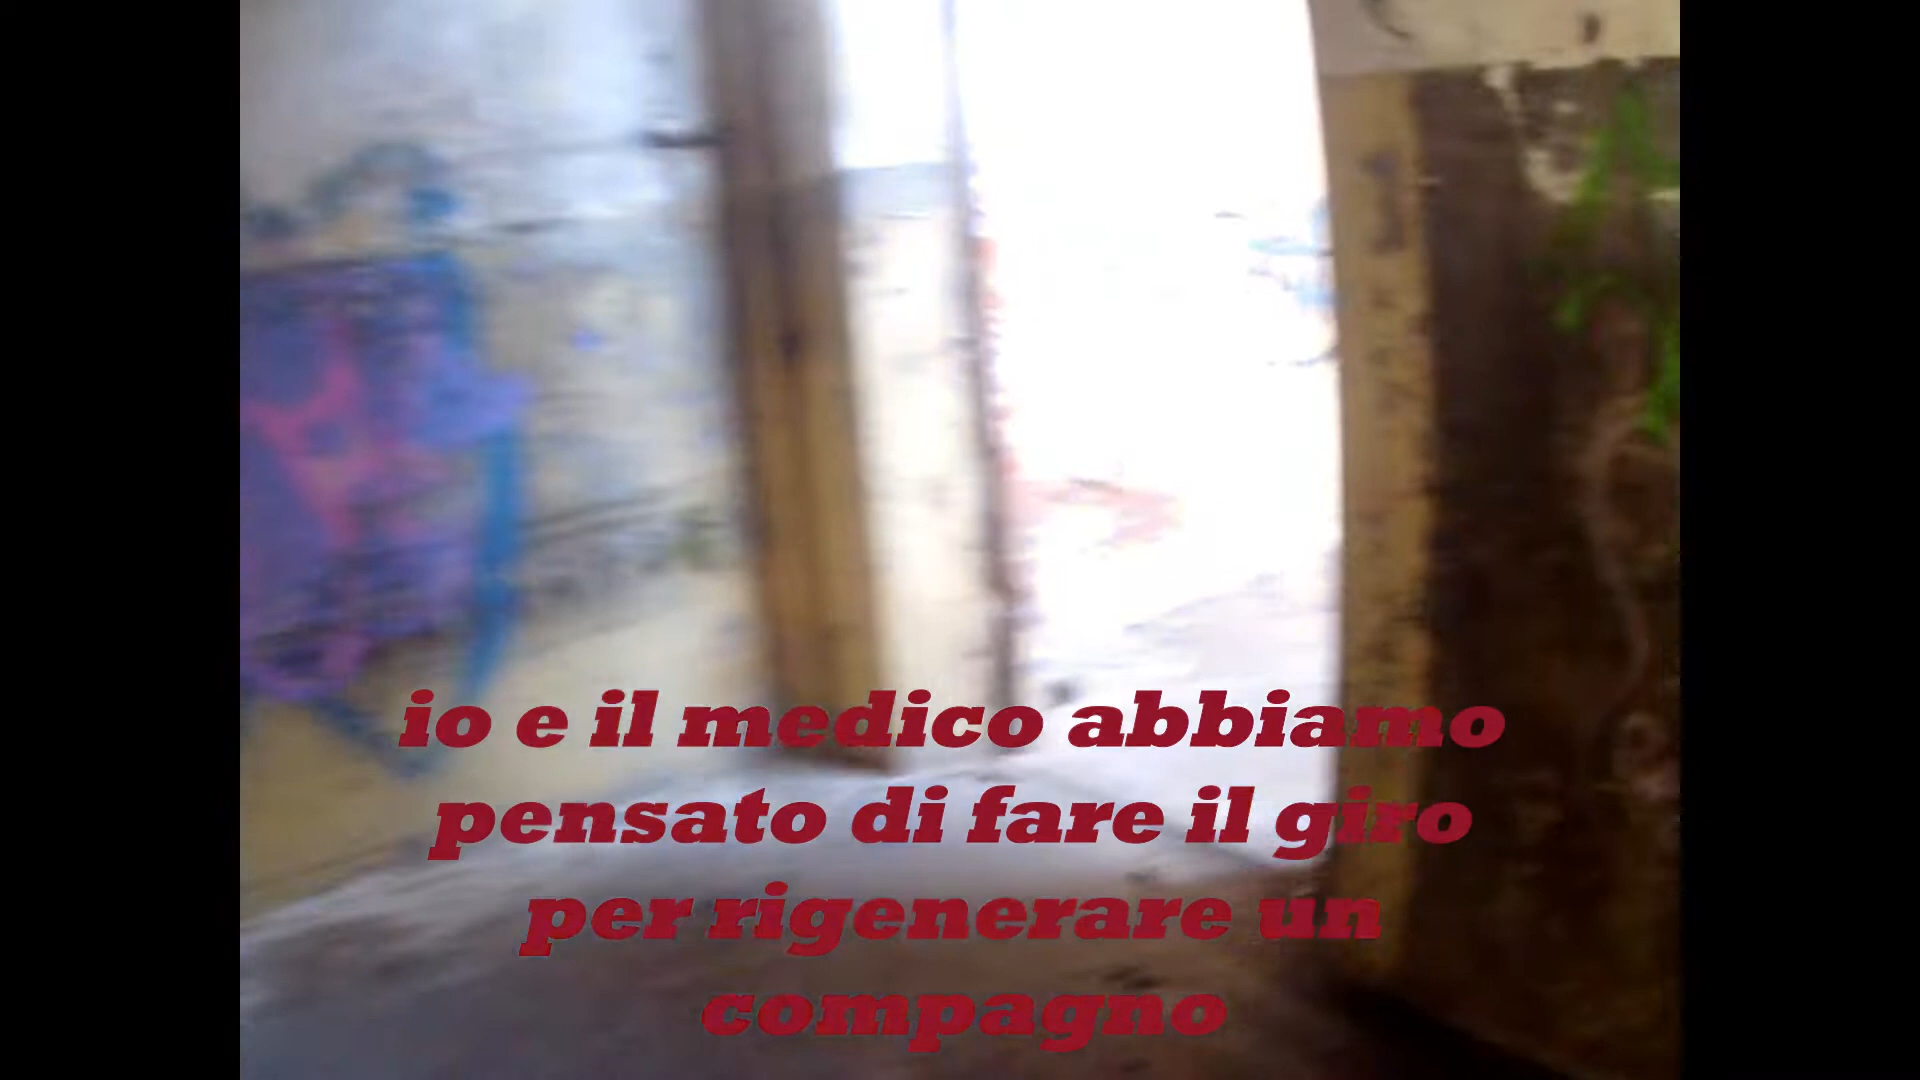 io e il medico abbiamo
pensato di fare il giro
per rigenerare un
compagno